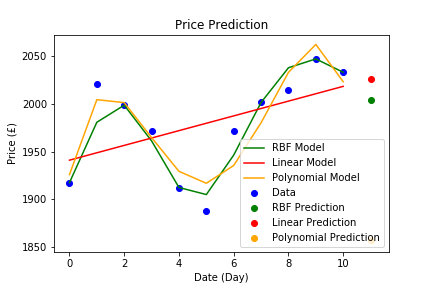 Price Prediction
Price (£)
2050
2000
1950
1900
1850
RBF Model
Linear Model
Polynomial Model
Data
RBF Prediction
Linear Prediction
Polynomial Prediction
0 2 4 6 8 10
Date (Day)